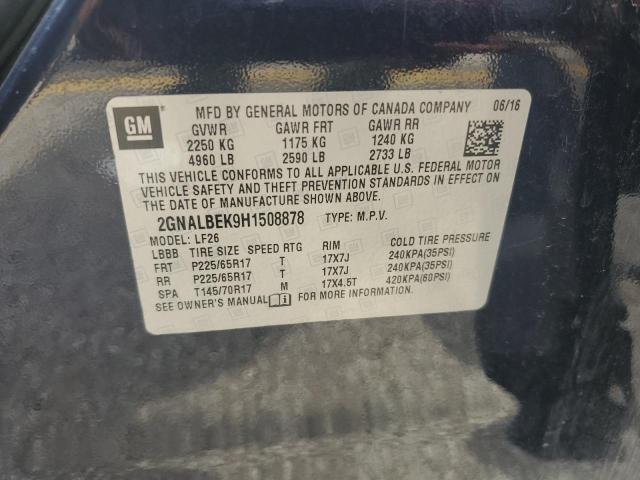 GM
MFD BY GENERAL MOTORS OF CANADA COMPANY 06/16
GVWR GAWR FRT GAWR RR
2250 KG 1175 KG 1240 KG
4960 LB 2590 LB 2733 LB
THIS VEHICLE CONFORMS TO ALL APPLICABLE U.S. FEDERAL MOTOR
VEHICLE SAFETY AND THEFT PREVENTION STANDARDS IN EFFECT ON
THE DATE OF MANUFACTURE SHOWN ABOVE.
2GNALBEK9H1508878 TYPE: M.P.V.
MODEL: LF26
LBBB TIRE SIZE SPEED RTG RIM COLD TIRE PRESSURE
FRT P225/65R17 T 17X7J 240KPA(35PSI)
RR P225/65R17 T 17X7J 240KPA(35PSI)
SPA T145/70R17 M 17X4.5T 420KPA(60PSI)
SEE OWNER'S MANUAL FOR MORE INFORMATION.